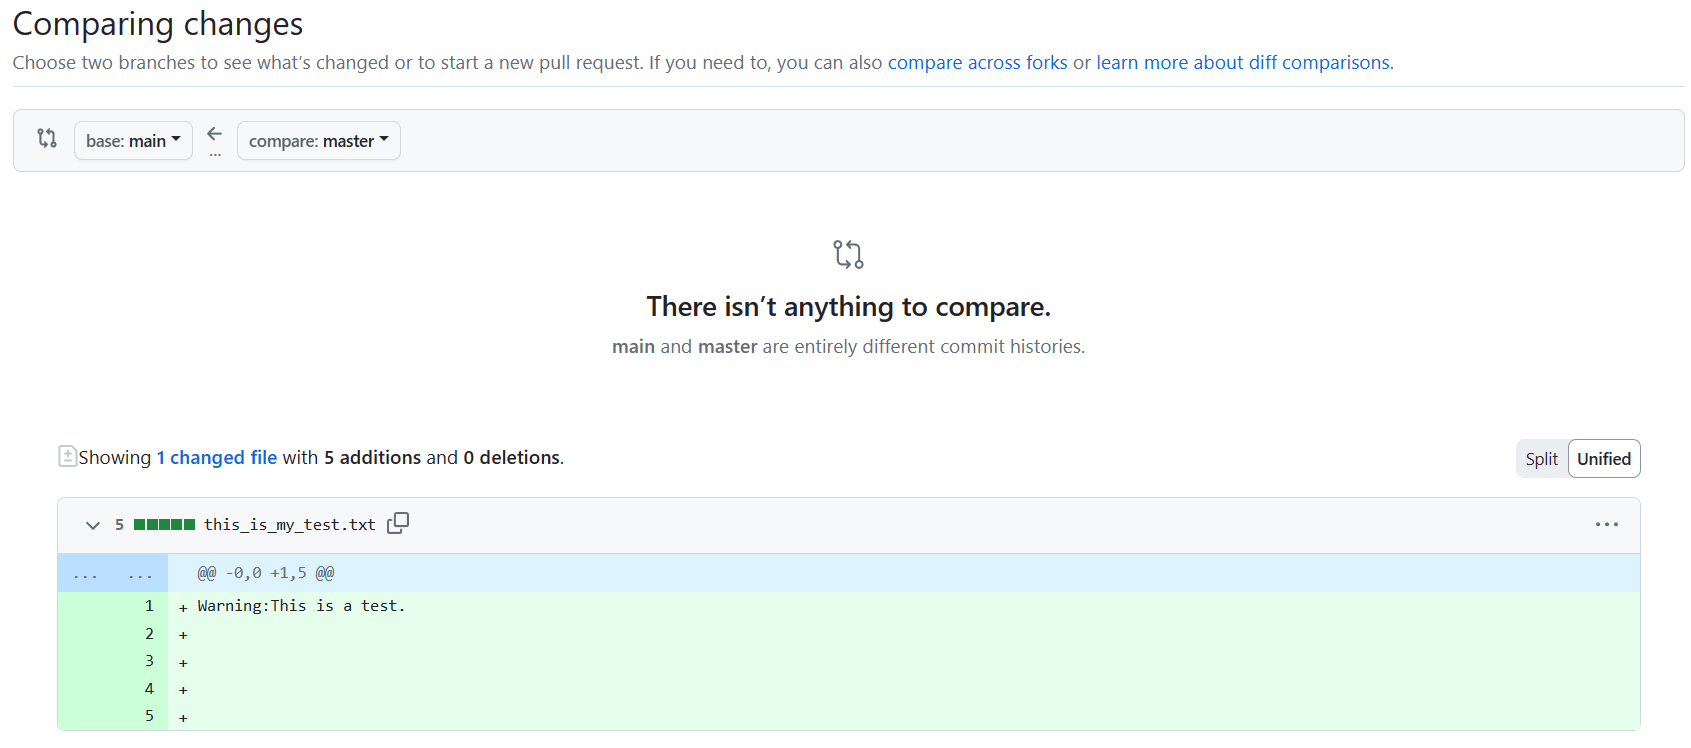 Comparing changes
Choose two branches to see what's changed or to start a new pull request. If you need to, you can also compare across forks or learn more about diff comparisons.
base: main
...
compare: master
There isn't anything to compare.
main and master are entirely different commit histories.
Showing 1 changed file with 5 additions and 0 deletions.
Split Unified
5 this_is_my_test.txt ...
... ... @@ -0,0 +1,5 @@
1 + Warning:This is a test.
2 +
3 +
4 +
5 +